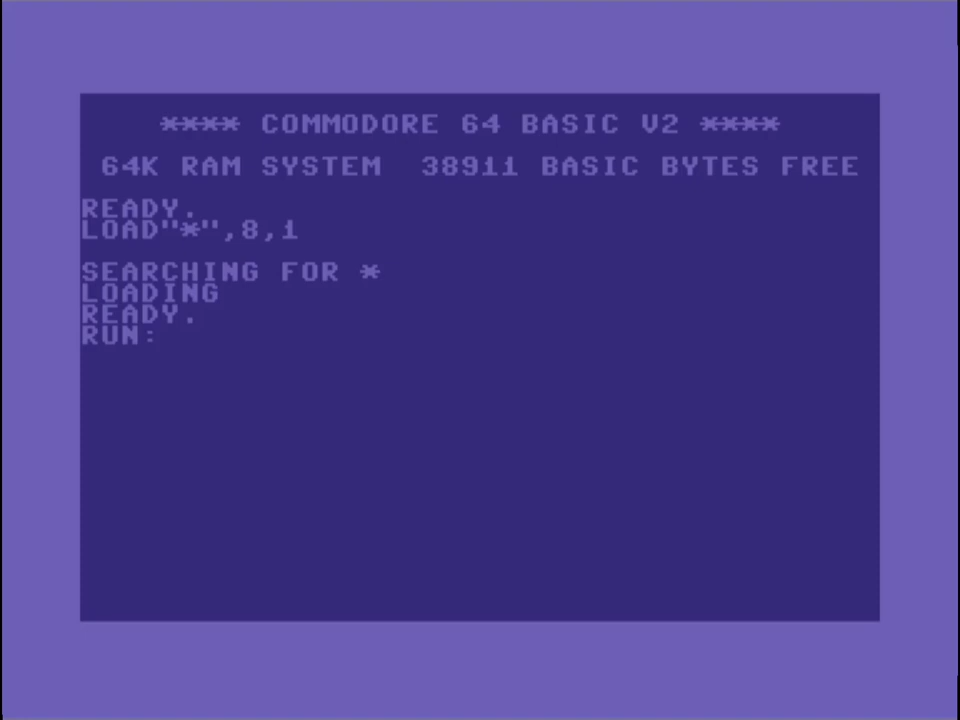 **** COMMODORE 64 BASIC V2 ****
64K RAM SYSTEM  38911 BASIC BYTES FREE
READY.
LOAD"*",8,1
SEARCHING FOR *
LOADING
READY.
RUN: